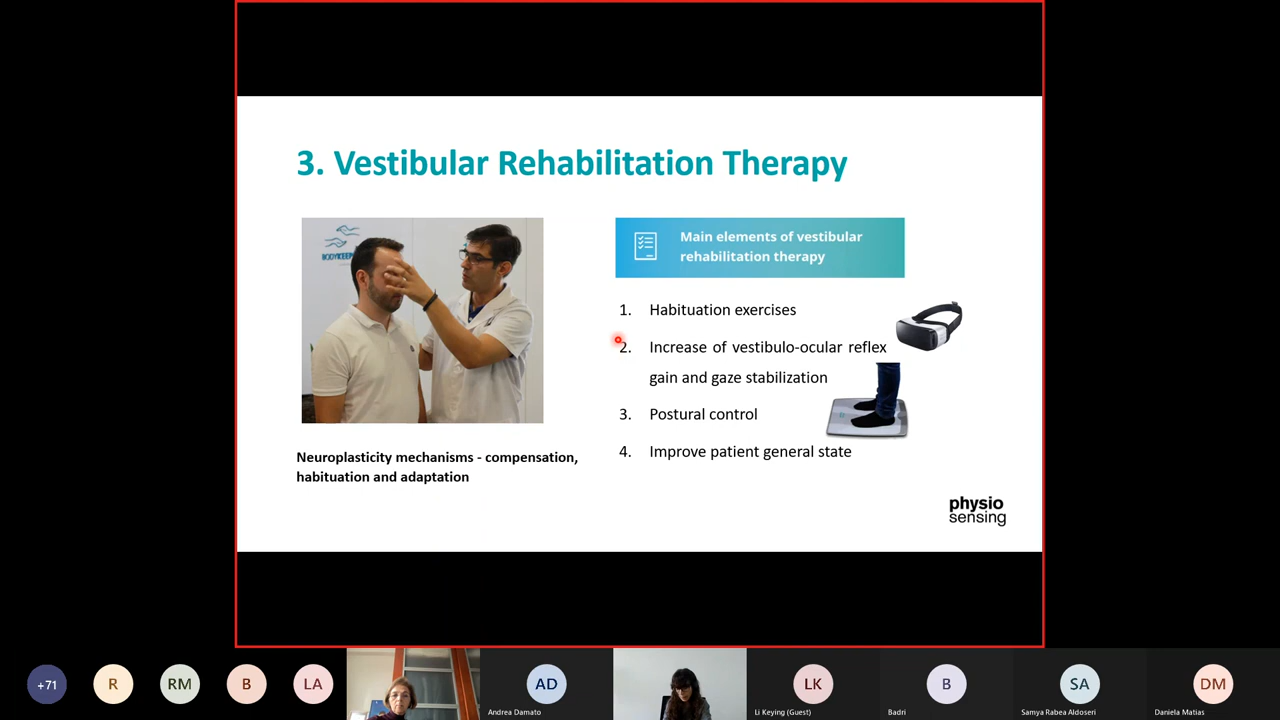 3. Vestibular Rehabilitation Therapy
Main elements of vestibular
rehabilitation therapy
1. Habituation exercises
2. Increase of vestibulo-ocular reflex
gain and gaze stabilization
3. Postural control
4. Improve patient general state
Neuroplasticity mechanisms - compensation,
habituation and adaptation
physio
sensing
+71
R
RM
B
LA
AD
Andrea Damato
LK
Li Keying (Guest)
B
Badri
SA
Samya Rabea Aldoseri
DM
Daniela Matias